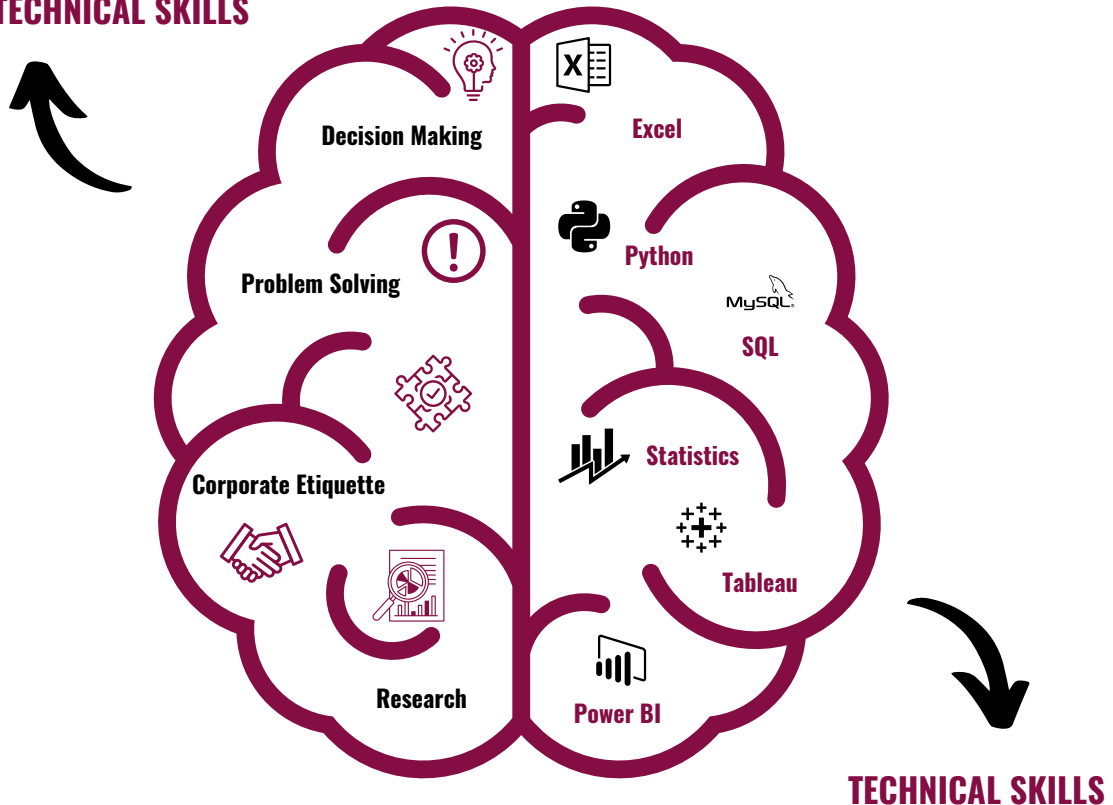 TECHNICAL SKILLS
Decision Making
Excel
Python
Problem Solving
MySQL
SQL
Statistics
Corporate Etiquette
Tableau
Research
Power BI
TECHNICAL SKILLS